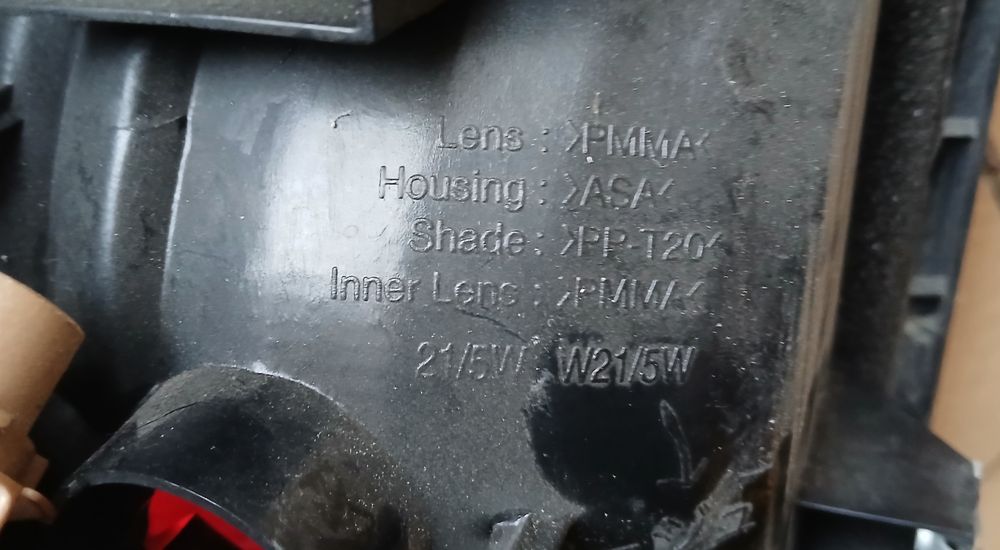 Lens : >PMMA<
Housing : >ASA<
Shade : >PP-T20<
Inner Lens : >PMMA<
21/5W W21/5W